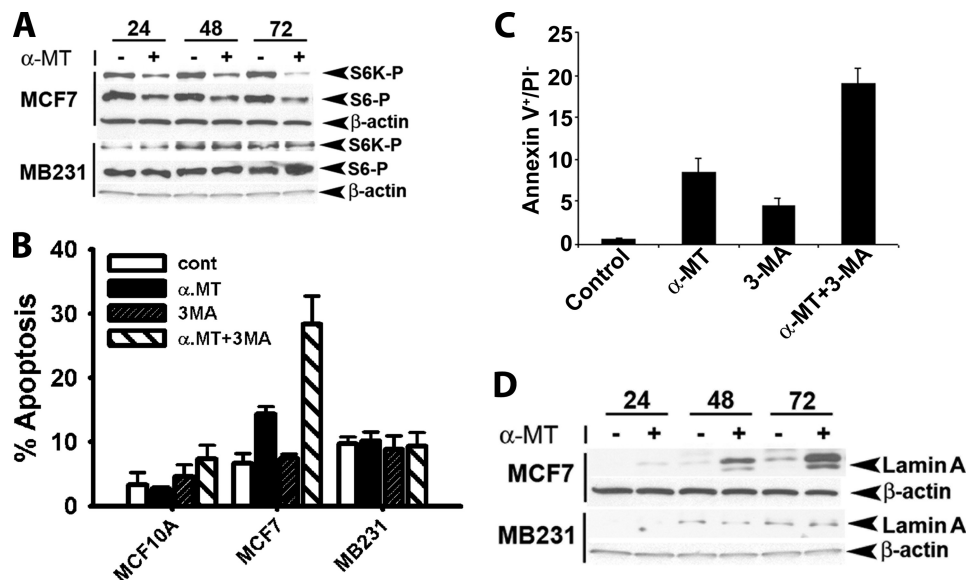 A
24 48 72
α-MT - + - + - +
MCF7
S6K-P
S6-P
β-actin
MB231
S6K-P
S6-P
β-actin
B
% Apoptosis
40
30
20
10
0
cont
α.MT
3MA
α.MT+3MA
MCF10A
MCF7
MB231
C
Annexin V⁺/PI⁻
25
20
15
10
5
0
Control
α-MT
3-MA
α-MT+3-MA
D
24 48 72
α-MT - + - + - +
MCF7
Lamin A
β-actin
MB231
Lamin A
β-actin